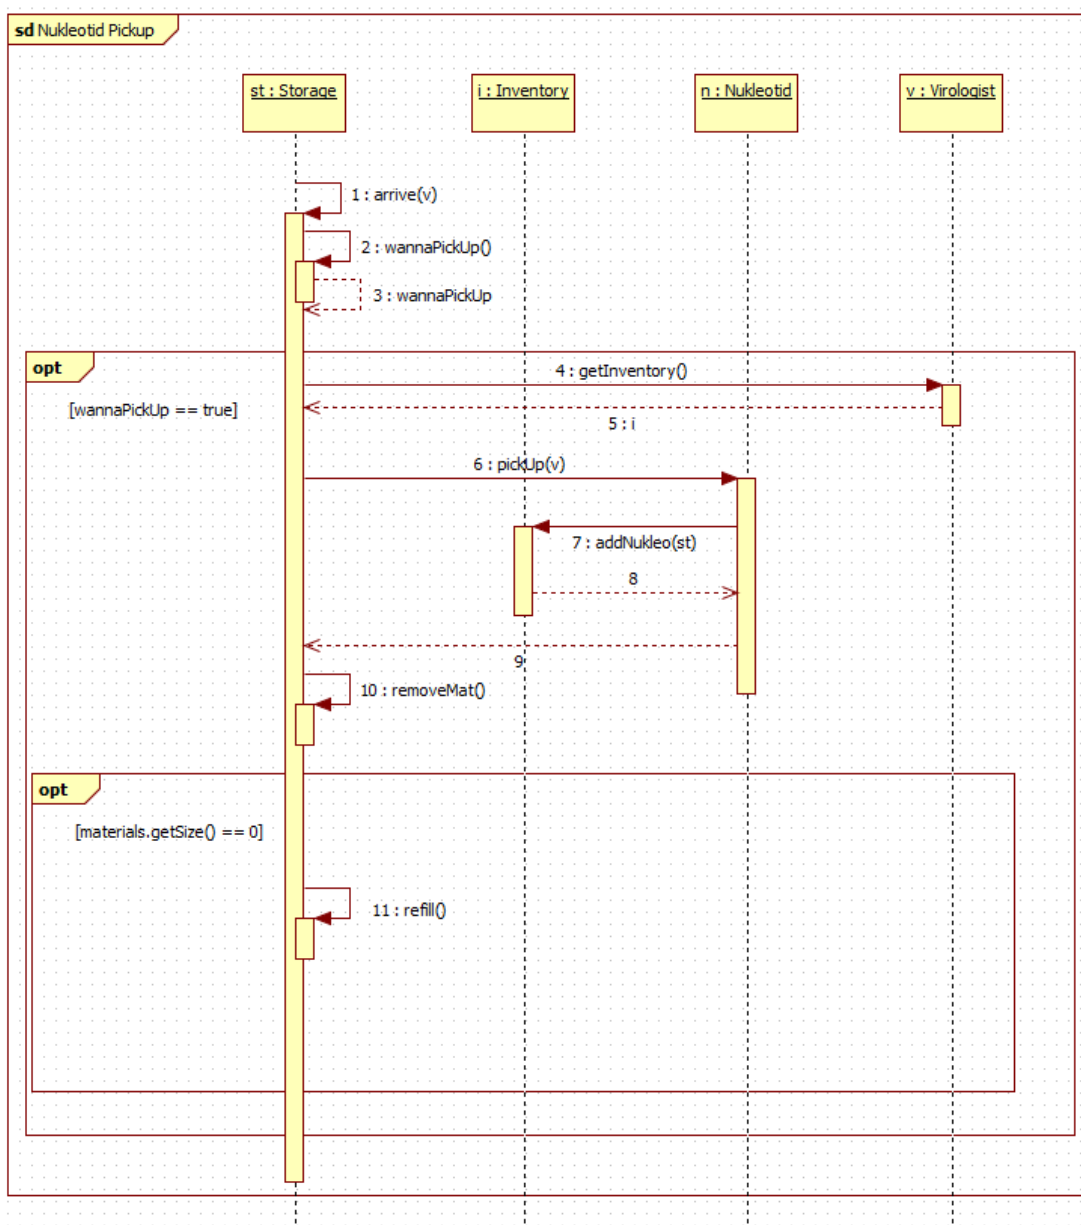 sd Nukleotid Pickup
st : Storage
i : Inventory
n : Nukleotid
v : Virologist
1 : arrive(v)
2 : wannaPickUp()
3 : wannaPickUp
opt
4 : getInventory()
[wannaPickUp == true]
5 : i
6 : pickUp(v)
7 : addNukleo(st)
8
9
10 : removeMat()
opt
[materials.getSize() == 0]
11 : refill()